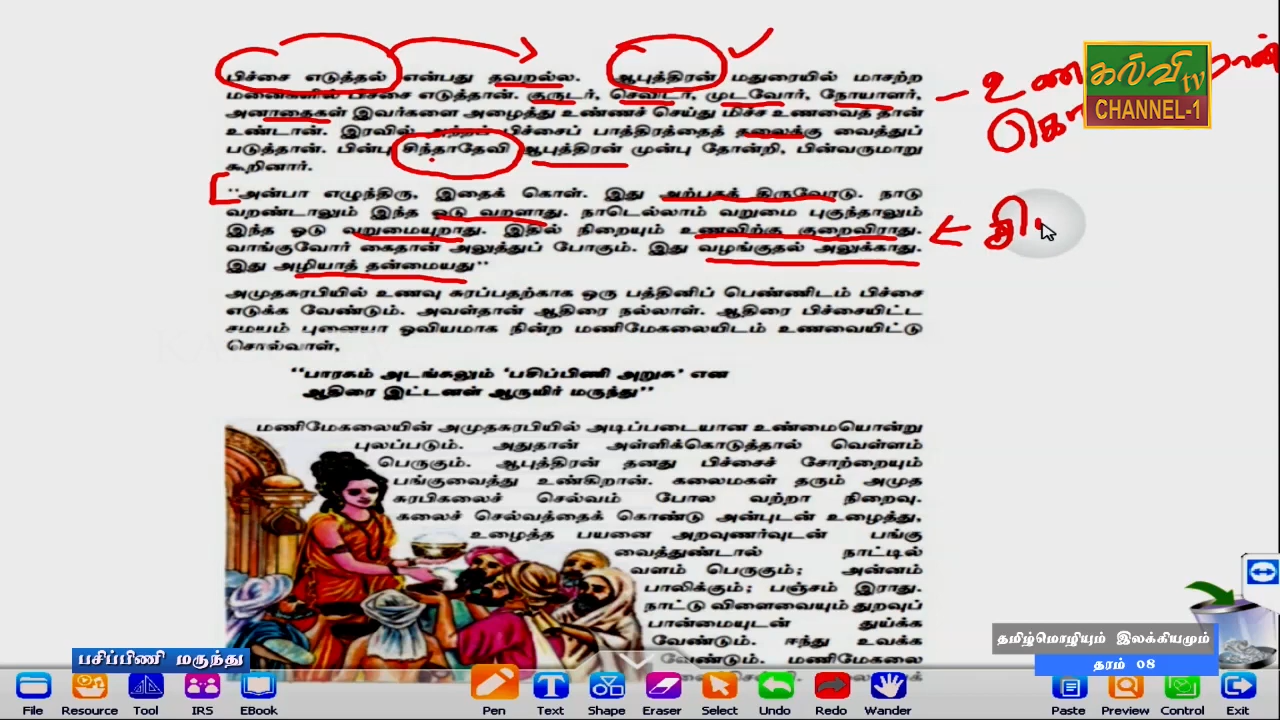 பிச்சை எடுத்தல் என்பது தவறல்ல. ஆபுத்திரன் மதுரையில் மாசற்ற
மனைகளில் பிச்சை எடுத்தான். குருடர், செவிடர், முடவோர், நோயாளர்,
அனாதைகள் இவர்களை அழைத்து உண்ணச் செய்து மிச்ச உணவைத் தான்
உண்டான். இரவில் அந்தப் பிச்சைப் பாத்திரத்தைத் தலைக்கு வைத்துப்
படுத்தான். பின்பு சிந்தாதேவி ஆபுத்திரன் முன்பு தோன்றி, பின்வருமாறு
கூறினார்.
“அன்பா எழுந்திரு, இதைக் கொள். இது அற்புதத் திருவோடு. நாடு
வறண்டாலும் இந்த ஓடு வறளாது. நாடெல்லாம் வறுமை புகுந்தாலும்
இந்த ஓடு வறுமையுறாது. இதில் நிறையும் உணவிற்கு குறைவிராது.
வாங்குவோர் கைதான் அலுத்துப் போகும். இது வழங்குதல் அலுக்காது.
இது அழியாத் தன்மையது”
அமுதசுரபியில் உணவு சுரப்பதற்காக ஒரு பத்தினிப் பெண்ணிடம் பிச்சை
எடுக்க வேண்டும். அவள்தான் ஆதிரை நல்லாள். ஆதிரை பிச்சையிட்ட
சமயம் புனையா ஓவியமாக நின்ற மணிமேகலையிடம் உணவையிட்டு
சொல்வாள்,
“பாரகம் அடங்கலும் ‘பசிப்பிணி அறுக’ என
ஆதிரை இட்டனள் ஆருயிர் மருந்து”
மணிமேகலையின் அமுதசுரபியில் அடிப்படையான உண்மையொன்று
புலப்படும். அதுதான் அள்ளிக்கொடுத்தால் வெள்ளம்
பெருகும். ஆபுத்திரன் தனது பிச்சைச் சோற்றையும்
பங்குவைத்து உண்கிறான். கலைமகள் தரும் அமுத
சுரபிகலைச் செல்வம் போல வற்றா நிறைவு.
கலைச் செல்வத்தைக் கொண்டு அன்புடன் உழைத்து,
உழைத்த பயனை அறவுணர்வுடன் பங்கு
வைத்துண்டால் நாட்டில்
வளம் பெருகும்; அன்னம்
பாலிக்கும்; பஞ்சம் இராது.
நாட்டு விளைவையும் துறவுப்
பான்மையுடன் துய்க்க
வேண்டும். ஈந்து உவக்க
வேண்டும். மணிமேகலை
கல்வி tv
CHANNEL-1
தமிழ்மொழியும் இலக்கியமும்
தரம் 08
பசிப்பிணி மருந்து
File Resource Tool IRS EBook Pen Text Shape Eraser Select Undo Redo Wander Paste Preview Control Exit